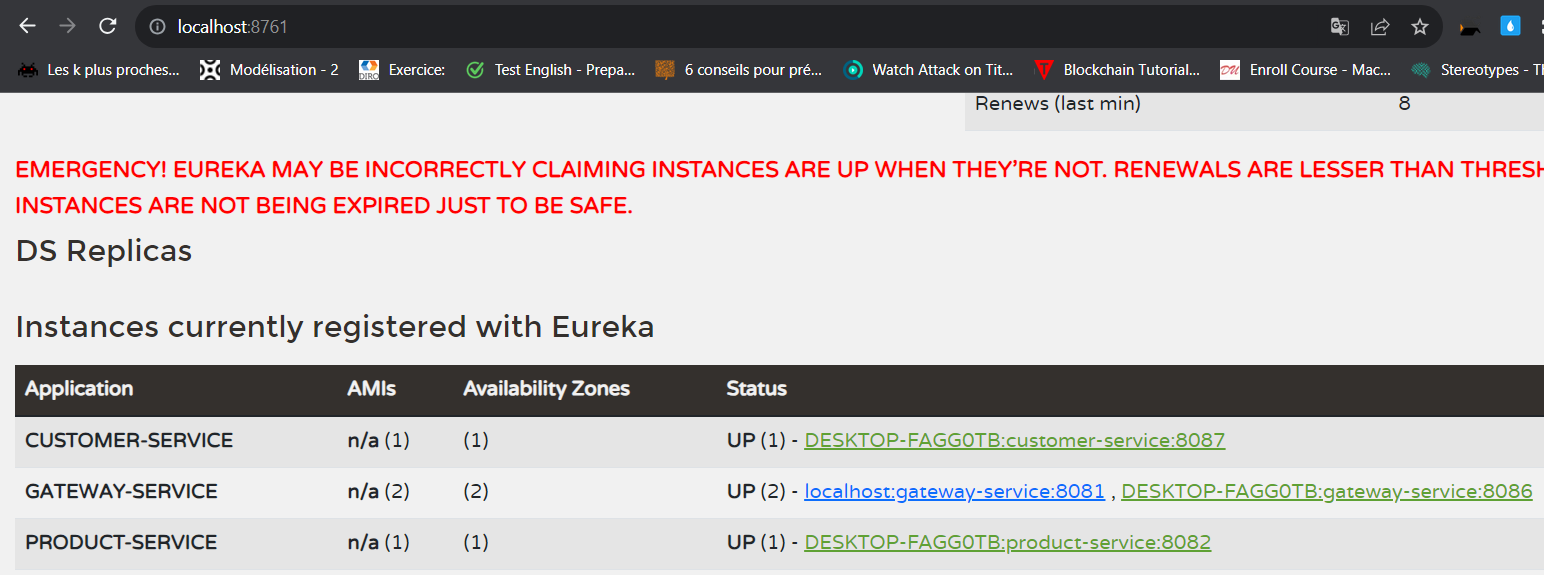 localhost:8761
Les k plus proches... Modélisation - 2 DIRO Exercice: Test English - Prepa... 6 conseils pour pré... Watch Attack on Tit... T Blockchain Tutorial... DU Enroll Course - Mac... Stereotypes - Th
Renews (last min) 8
EMERGENCY! EUREKA MAY BE INCORRECTLY CLAIMING INSTANCES ARE UP WHEN THEY'RE NOT. RENEWALS ARE LESSER THAN THRESH
INSTANCES ARE NOT BEING EXPIRED JUST TO BE SAFE.
DS Replicas
Instances currently registered with Eureka
Application AMIs Availability Zones Status
CUSTOMER-SERVICE n/a (1) (1) UP (1) - DESKTOP-FAGG0TB:customer-service:8087
GATEWAY-SERVICE n/a (2) (2) UP (2) - localhost:gateway-service:8081 , DESKTOP-FAGG0TB:gateway-service:8086
PRODUCT-SERVICE n/a (1) (1) UP (1) - DESKTOP-FAGG0TB:product-service:8082